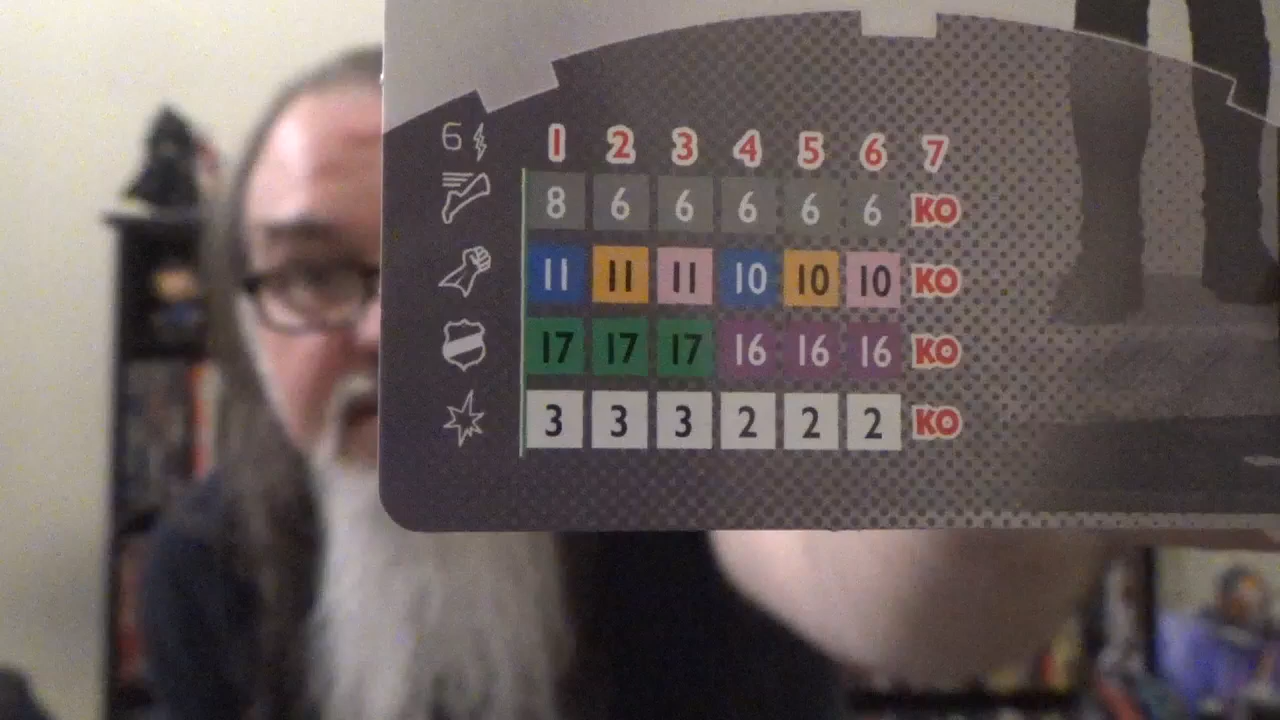 6 1 2 3 4 5 6 7
8 6 6 6 6 6 KO
11 11 11 10 10 10 KO
17 17 17 16 16 16 KO
3 3 3 2 2 2 KO